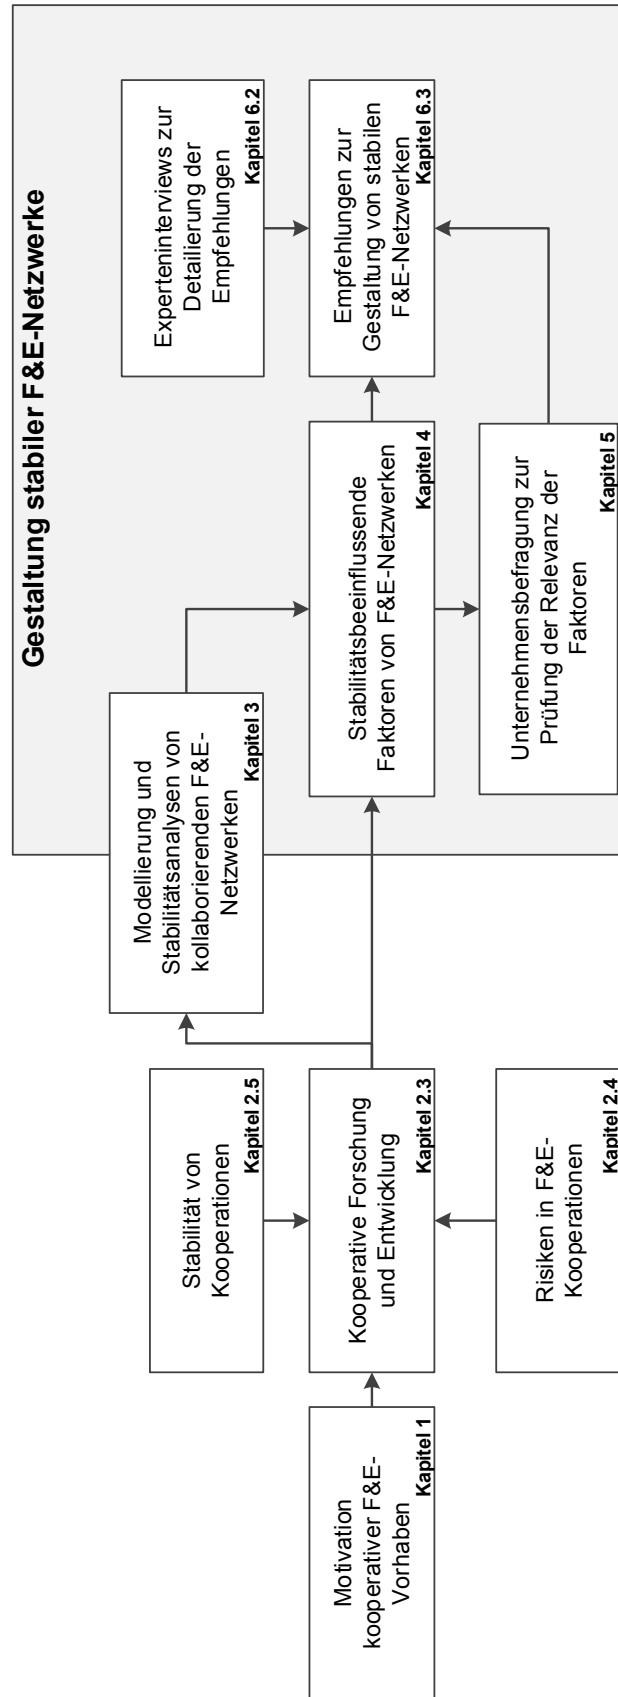 Gestaltung stabiler F&E-Netzwerke
Motivation
kooperativer F&E-
Vorhaben
Kapitel 1
Stabilität von
Kooperationen
Kapitel 2.5
Kooperative Forschung
und Entwicklung
Kapitel 2.3
Risiken in F&E-
Kooperationen
Kapitel 2.4
Modellierung und
Stabilitätsanalysen von
kollaborierenden F&E-
Netzwerken
Kapitel 3
Stabilitätsbeeinflussende
Faktoren von F&E-Netzwerken
Kapitel 4
Unternehmensbefragung zur
Prüfung der Relevanz der
Faktoren
Kapitel 5
Experteninterviews zur
Detailierung der
Empfehlungen
Kapitel 6.2
Empfehlungen zur
Gestaltung von stabilen
F&E-Netzwerken
Kapitel 6.3